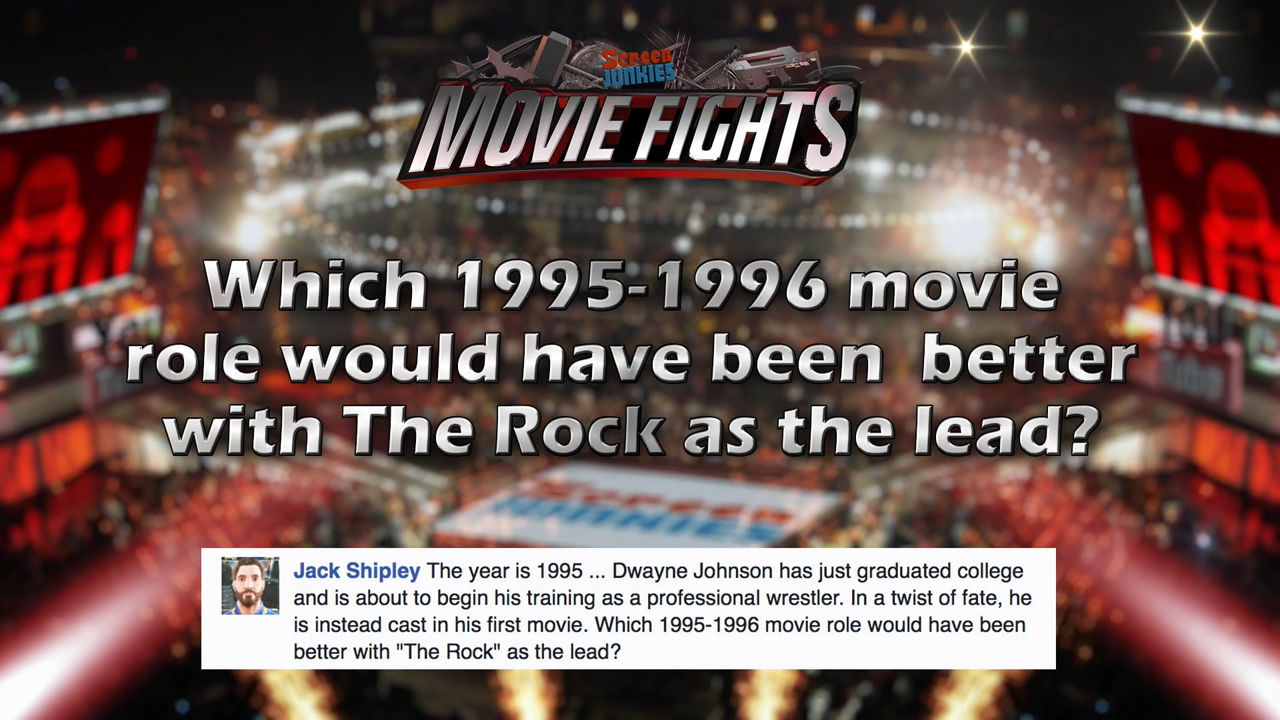 Screen
JUNKIES
MOVIE FIGHTS
Which 1995-1996 movie
role would have been better
with The Rock as the lead?
SCREEN
JUNKIES
Jack Shipley The year is 1995 ... Dwayne Johnson has just graduated college
and is about to begin his training as a professional wrestler. In a twist of fate, he
is instead cast in his first movie. Which 1995-1996 movie role would have been
better with "The Rock" as the lead?